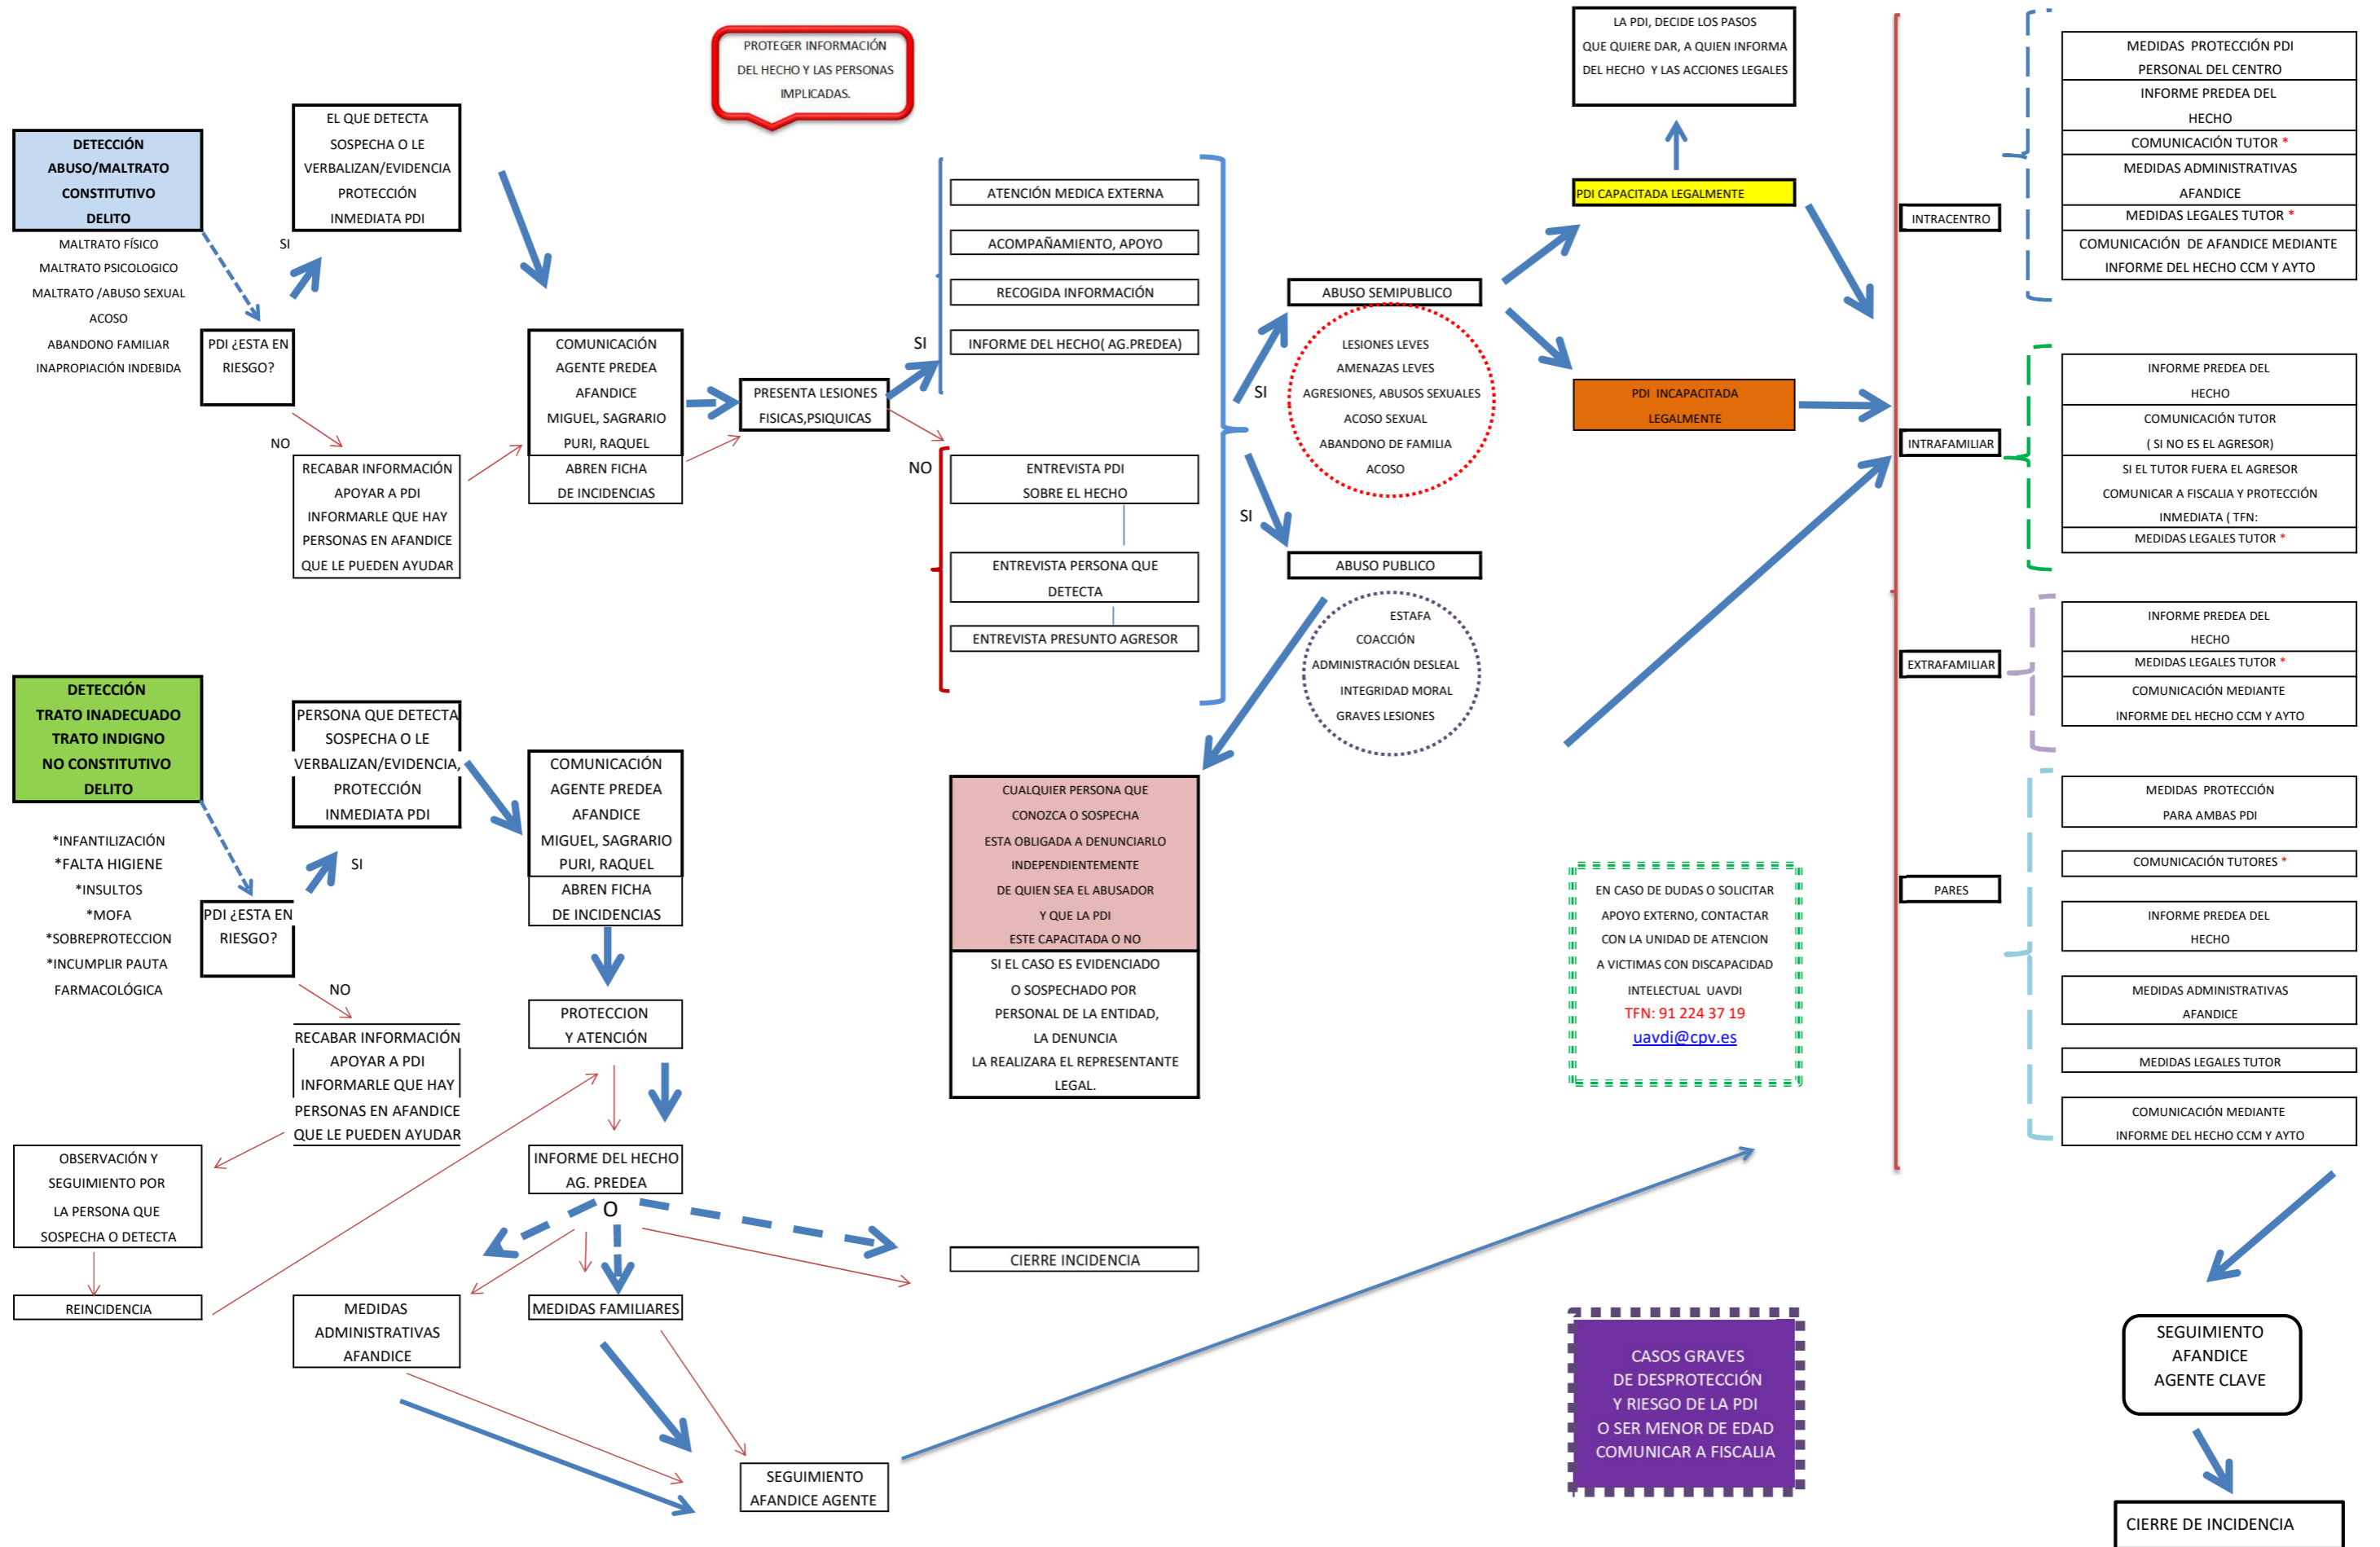 PROTEGER INFORMACIÓN
DEL HECHO Y LAS PERSONAS
IMPLICADAS.
DETECCIÓN
ABUSO/MALTRATO
CONSTITUTIVO
DELITO
MALTRATO FÍSICO
MALTRATO PSICOLOGICO
MALTRATO /ABUSO SEXUAL
ACOSO
ABANDONO FAMILIAR
INAPROPIACIÓN INDEBIDA
PDI ¿ESTA EN
RIESGO?
SI
EL QUE DETECTA
SOSPECHA O LE
VERBALIZAN/EVIDENCIA
PROTECCIÓN
INMEDIATA PDI
NO
RECABAR INFORMACIÓN
APOYAR A PDI
INFORMARLE QUE HAY
PERSONAS EN AFANDICE
QUE LE PUEDEN AYUDAR
COMUNICACIÓN
AGENTE PREDEA
AFANDICE
MIGUEL, SAGRARIO
PURI, RAQUEL
ABREN FICHA
DE INCIDENCIAS
PRESENTA LESIONES
FISICAS,PSIQUICAS
SI
ATENCIÓN MEDICA EXTERNA
ACOMPAÑAMIENTO, APOYO
RECOGIDA INFORMACIÓN
INFORME DEL HECHO( AG.PREDEA)
NO
ENTREVISTA PDI
SOBRE EL HECHO
ENTREVISTA PERSONA QUE
DETECTA
ENTREVISTA PRESUNTO AGRESOR
SI
ABUSO SEMIPUBLICO
LESIONES LEVES
AMENAZAS LEVES
AGRESIONES, ABUSOS SEXUALES
ACOSO SEXUAL
ABANDONO DE FAMILIA
ACOSO
SI
ABUSO PUBLICO
ESTAFA
COACCIÓN
ADMINISTRACIÓN DESLEAL
INTEGRIDAD MORAL
GRAVES LESIONES
LA PDI, DECIDE LOS PASOS
QUE QUIERE DAR, A QUIEN INFORMA
DEL HECHO Y LAS ACCIONES LEGALES
PDI CAPACITADA LEGALMENTE
PDI INCAPACITADA
LEGALMENTE
INTRACENTRO
MEDIDAS PROTECCIÓN PDI
PERSONAL DEL CENTRO
INFORME PREDEA DEL
HECHO
COMUNICACIÓN TUTOR *
MEDIDAS ADMINISTRATIVAS
AFANDICE
MEDIDAS LEGALES TUTOR *
COMUNICACIÓN DE AFANDICE MEDIANTE
INFORME DEL HECHO CCM Y AYTO
INTRAFAMILIAR
INFORME PREDEA DEL
HECHO
COMUNICACIÓN TUTOR
( SI NO ES EL AGRESOR)
SI EL TUTOR FUERA EL AGRESOR
COMUNICAR A FISCALIA Y PROTECCIÓN
INMEDIATA ( TFN:
MEDIDAS LEGALES TUTOR *
EXTRAFAMILIAR
INFORME PREDEA DEL
HECHO
MEDIDAS LEGALES TUTOR *
COMUNICACIÓN MEDIANTE
INFORME DEL HECHO CCM Y AYTO
PARES
MEDIDAS PROTECCIÓN
PARA AMBAS PDI
COMUNICACIÓN TUTORES *
INFORME PREDEA DEL
HECHO
MEDIDAS ADMINISTRATIVAS
AFANDICE
MEDIDAS LEGALES TUTOR
COMUNICACIÓN MEDIANTE
INFORME DEL HECHO CCM Y AYTO
DETECCIÓN
TRATO INADECUADO
TRATO INDIGNO
NO CONSTITUTIVO
DELITO
*INFANTILIZACIÓN
*FALTA HIGIENE
*INSULTOS
*MOFA
*SOBREPROTECCION
*INCUMPLIR PAUTA
FARMACOLÓGICA
PDI ¿ESTA EN
RIESGO?
SI
PERSONA QUE DETECTA
SOSPECHA O LE
VERBALIZAN/EVIDENCIA,
PROTECCIÓN
INMEDIATA PDI
NO
RECABAR INFORMACIÓN
APOYAR A PDI
INFORMARLE QUE HAY
PERSONAS EN AFANDICE
QUE LE PUEDEN AYUDAR
OBSERVACIÓN Y
SEGUIMIENTO POR
LA PERSONA QUE
SOSPECHA O DETECTA
REINCIDENCIA
COMUNICACIÓN
AGENTE PREDEA
AFANDICE
MIGUEL, SAGRARIO
PURI, RAQUEL
ABREN FICHA
DE INCIDENCIAS
PROTECCION
Y ATENCIÓN
INFORME DEL HECHO
AG. PREDEA
O
MEDIDAS
ADMINISTRATIVAS
AFANDICE
MEDIDAS FAMILIARES
CIERRE INCIDENCIA
SEGUIMIENTO
AFANDICE AGENTE
CUALQUIER PERSONA QUE
CONOZCA O SOSPECHA
ESTA OBLIGADA A DENUNCIARLO
INDEPENDIENTEMENTE
DE QUIEN SEA EL ABUSADOR
Y QUE LA PDI
ESTE CAPACITADA O NO
SI EL CASO ES EVIDENCIADO
O SOSPECHADO POR
PERSONAL DE LA ENTIDAD,
LA DENUNCIA
LA REALIZARA EL REPRESENTANTE
LEGAL.
EN CASO DE DUDAS O SOLICITAR
APOYO EXTERNO, CONTACTAR
CON LA UNIDAD DE ATENCION
A VICTIMAS CON DISCAPACIDAD
INTELECTUAL UAVDI
TFN: 91 224 37 19
uavdi@cpv.es
CASOS GRAVES
DE DESPROTECCIÓN
Y RIESGO DE LA PDI
O SER MENOR DE EDAD
COMUNICAR A FISCALIA
SEGUIMIENTO
AFANDICE
AGENTE CLAVE
CIERRE DE INCIDENCIA